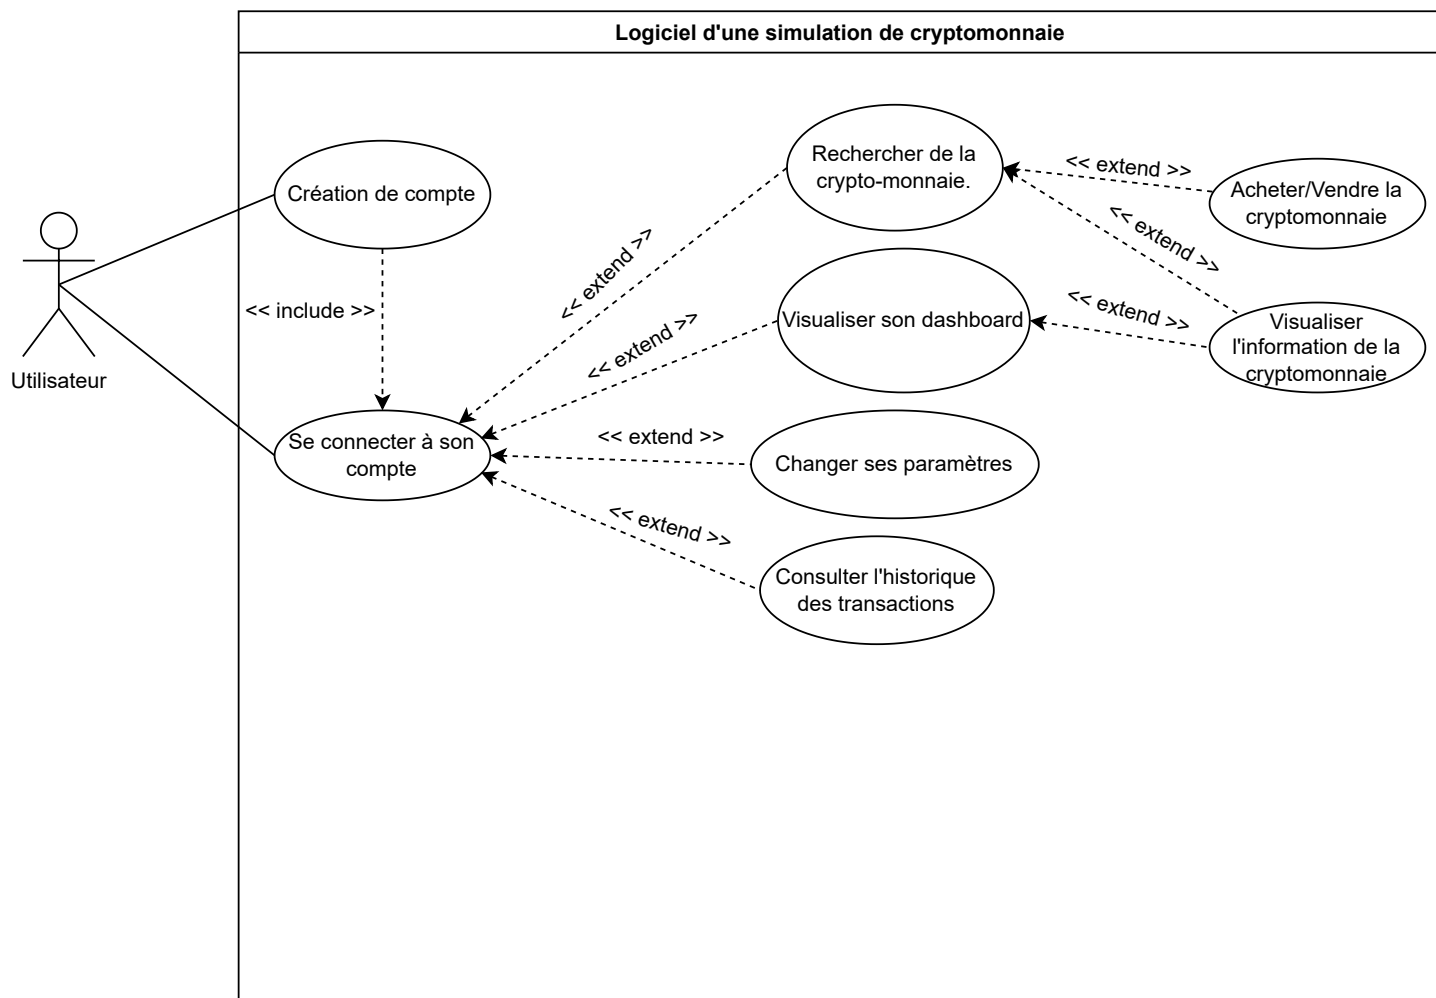 Logiciel d'une simulation de cryptomonnaie
Rechercher de la
crypto-monnaie.
<< extend >>
Acheter/Vendre la
cryptomonnaie
Création de compte
<< extend >>
<< extend >>
<< include >>
Visualiser son dashboard
<< extend >>
Visualiser
l'information de la
cryptomonnaie
<< extend >>
Utilisateur
Se connecter à son
compte
<< extend >>
Changer ses paramètres
<< extend >>
Consulter l'historique
des transactions